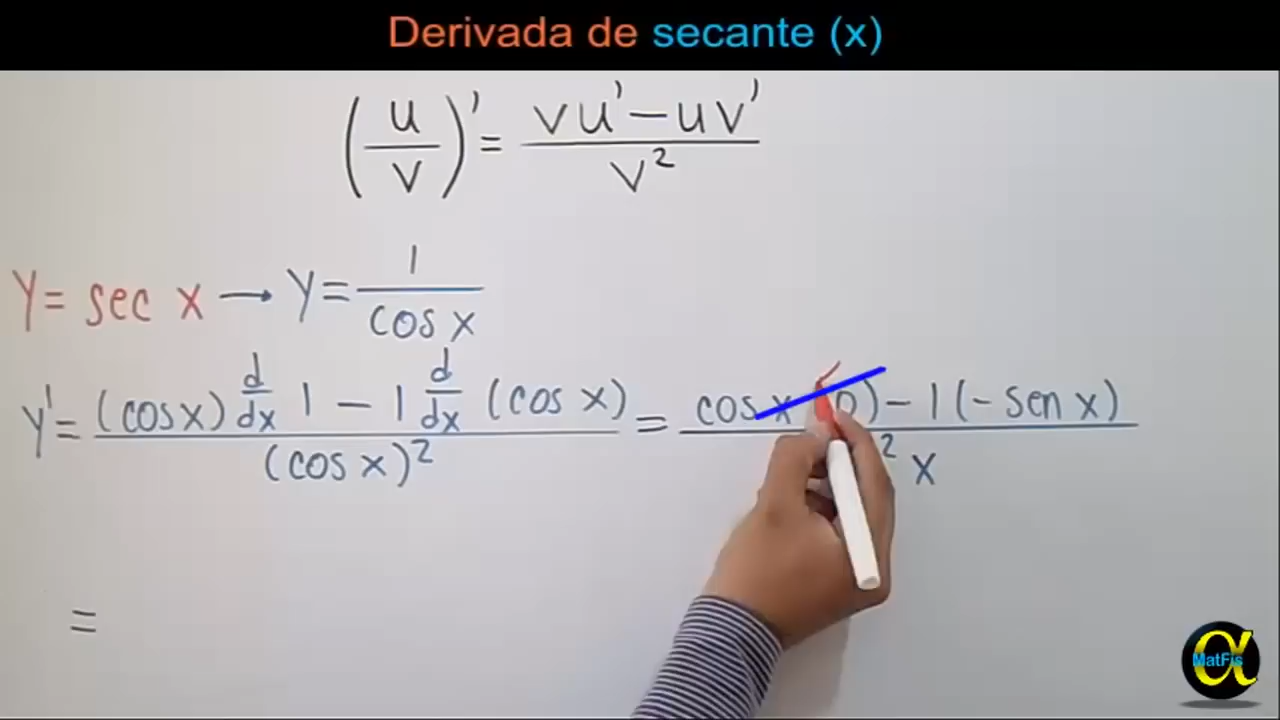 Derivada de secante (x)
(u/v)' = (vu' - uv')/v²
Y = sec x → Y = 1/cos x
Y' = ((cosx) d/dx 1 - 1 d/dx (cos x))/(cos x)² = (cos x 0) - 1(-sen x))/² x
=
MatFis
α